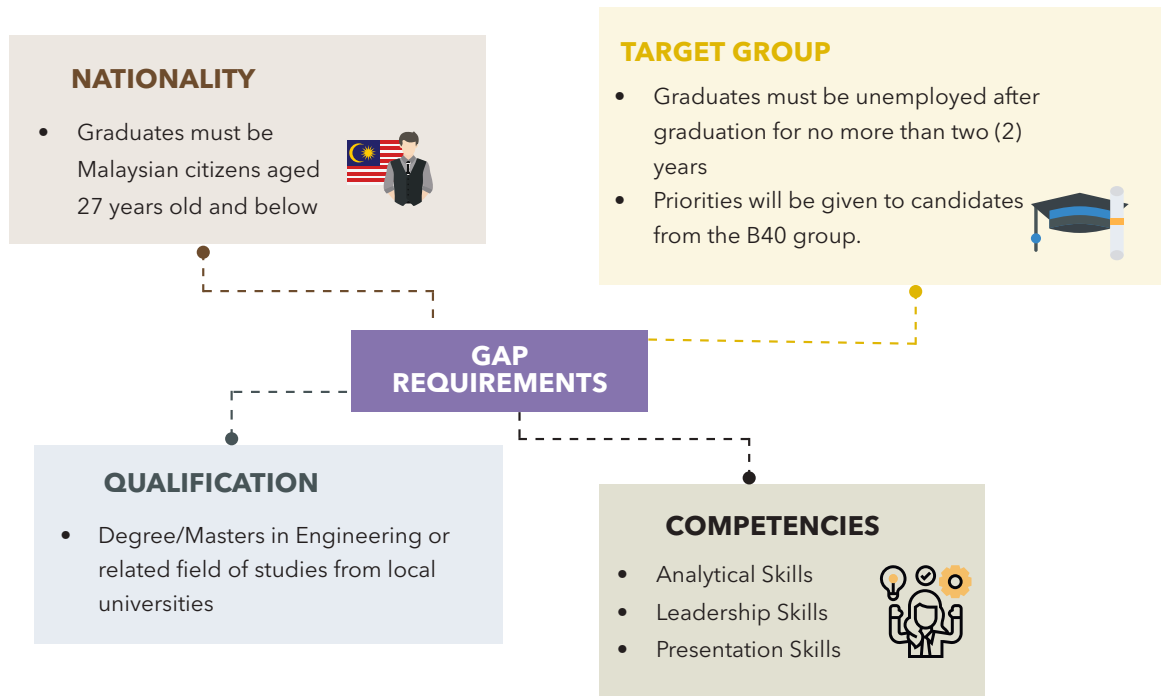 NATIONALITY
• Graduates must be
Malaysian citizens aged
27 years old and below
TARGET GROUP
• Graduates must be unemployed after
graduation for no more than two (2)
years
• Priorities will be given to candidates
from the B40 group.
GAP
REQUIREMENTS
QUALIFICATION
• Degree/Masters in Engineering or
related field of studies from local
universities
COMPETENCIES
• Analytical Skills
• Leadership Skills
• Presentation Skills